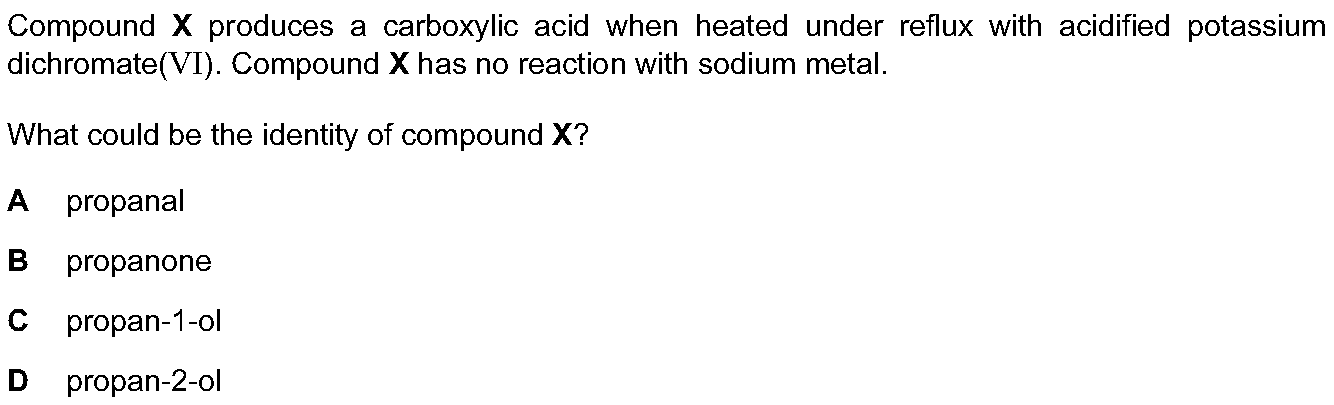 Compound X produces a carboxylic acid when heated under reflux with acidified potassium
dichromate(VI). Compound X has no reaction with sodium metal.
What could be the identity of compound X?
A propanal
B propanone
C propan-1-ol
D propan-2-ol